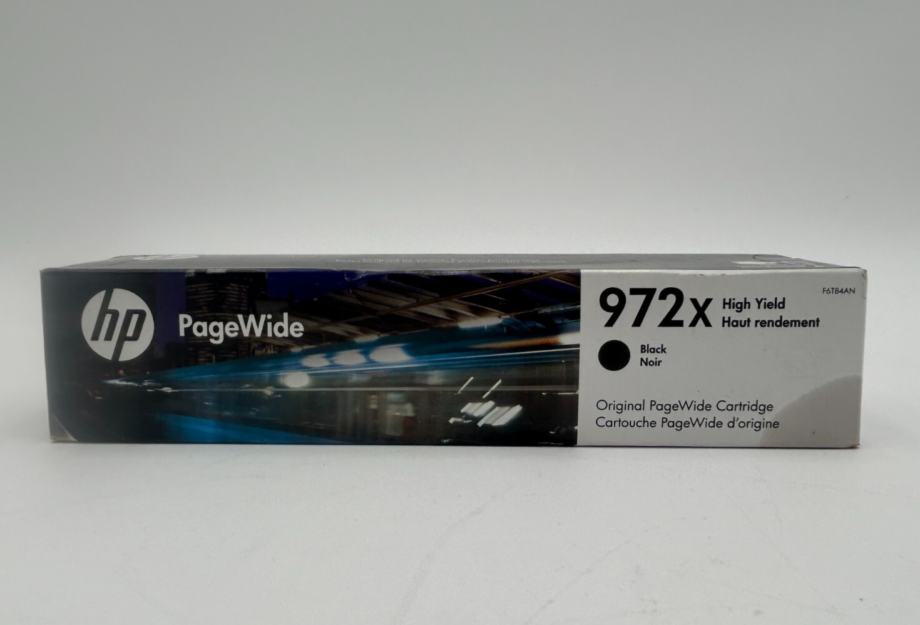 hp
PageWide
972x
High Yield
Haut rendement
F6T84AN
Black
Noir
Original PageWide Cartridge
Cartouche PageWide d'origine